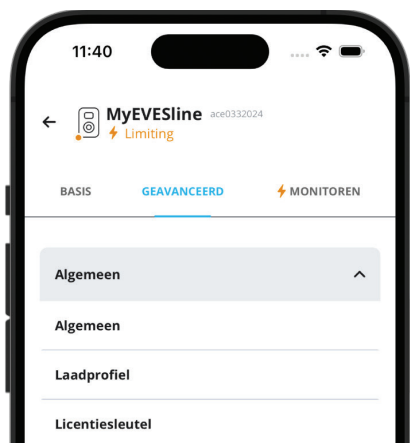 11:40
MyEVESline ace0332024
Limiting
BASIS GEAVANCEERD MONITOREN
Algemeen
Algemeen
Laadprofiel
Licentiesleutel